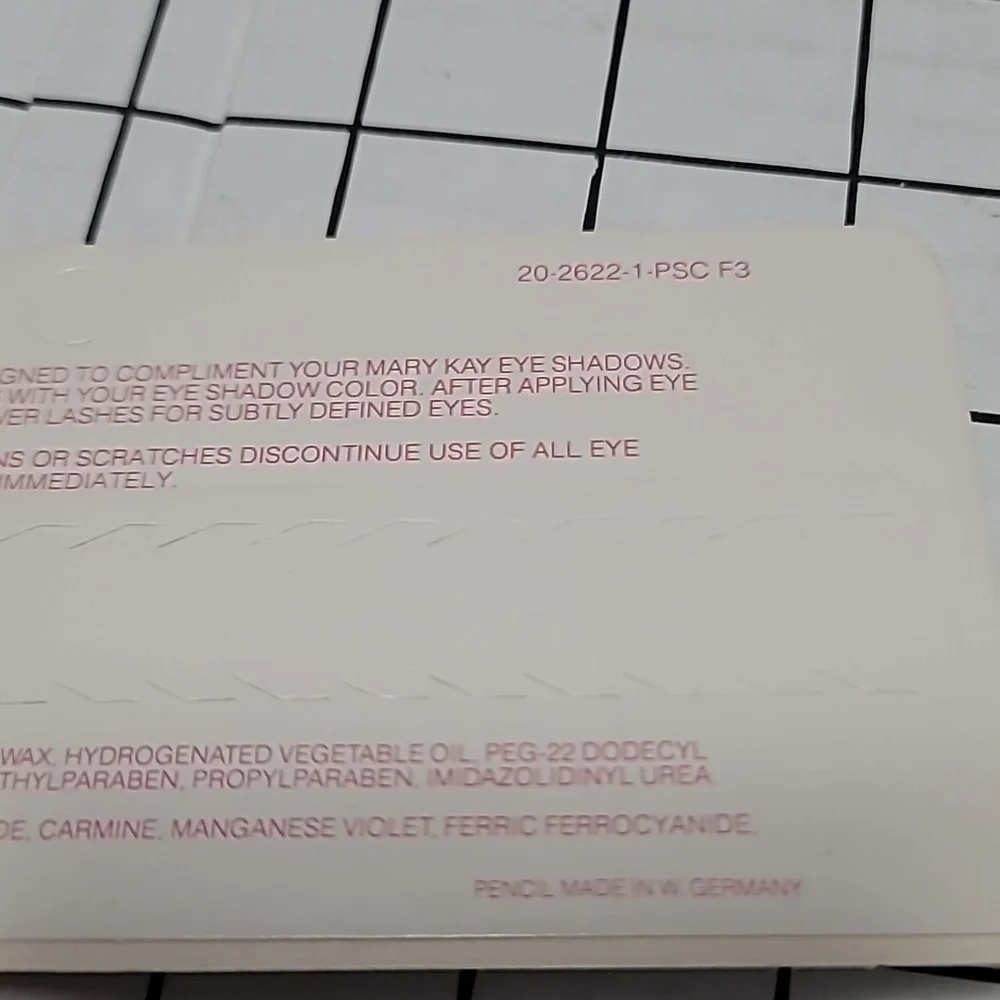 20-2622-1-PSC F3
GNED TO COMPLIMENT YOUR MARY KAY EYE SHADOWS.
WITH YOUR EYE SHADOW COLOR. AFTER APPLYING EYE
WER LASHES FOR SUBTLY DEFINED EYES.
NS OR SCRATCHES DISCONTINUE USE OF ALL EYE
IMMEDIATELY.
WAX, HYDROGENATED VEGETABLE OIL, PEG-22 DODECYL
THYLPARABEN, PROPYLPARABEN, IMIDAZOLIDINYL UREA.
DE, CARMINE, MANGANESE VIOLET, FERRIC FERROCYANIDE,
PENCIL MADE IN W. GERMANY